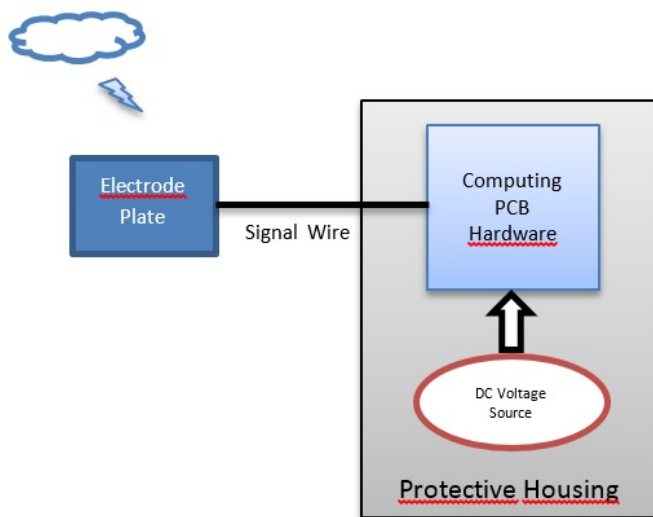 Electrode
Plate
Signal Wire
Computing
PCB
Hardware
DC Voltage
Source
Protective Housing